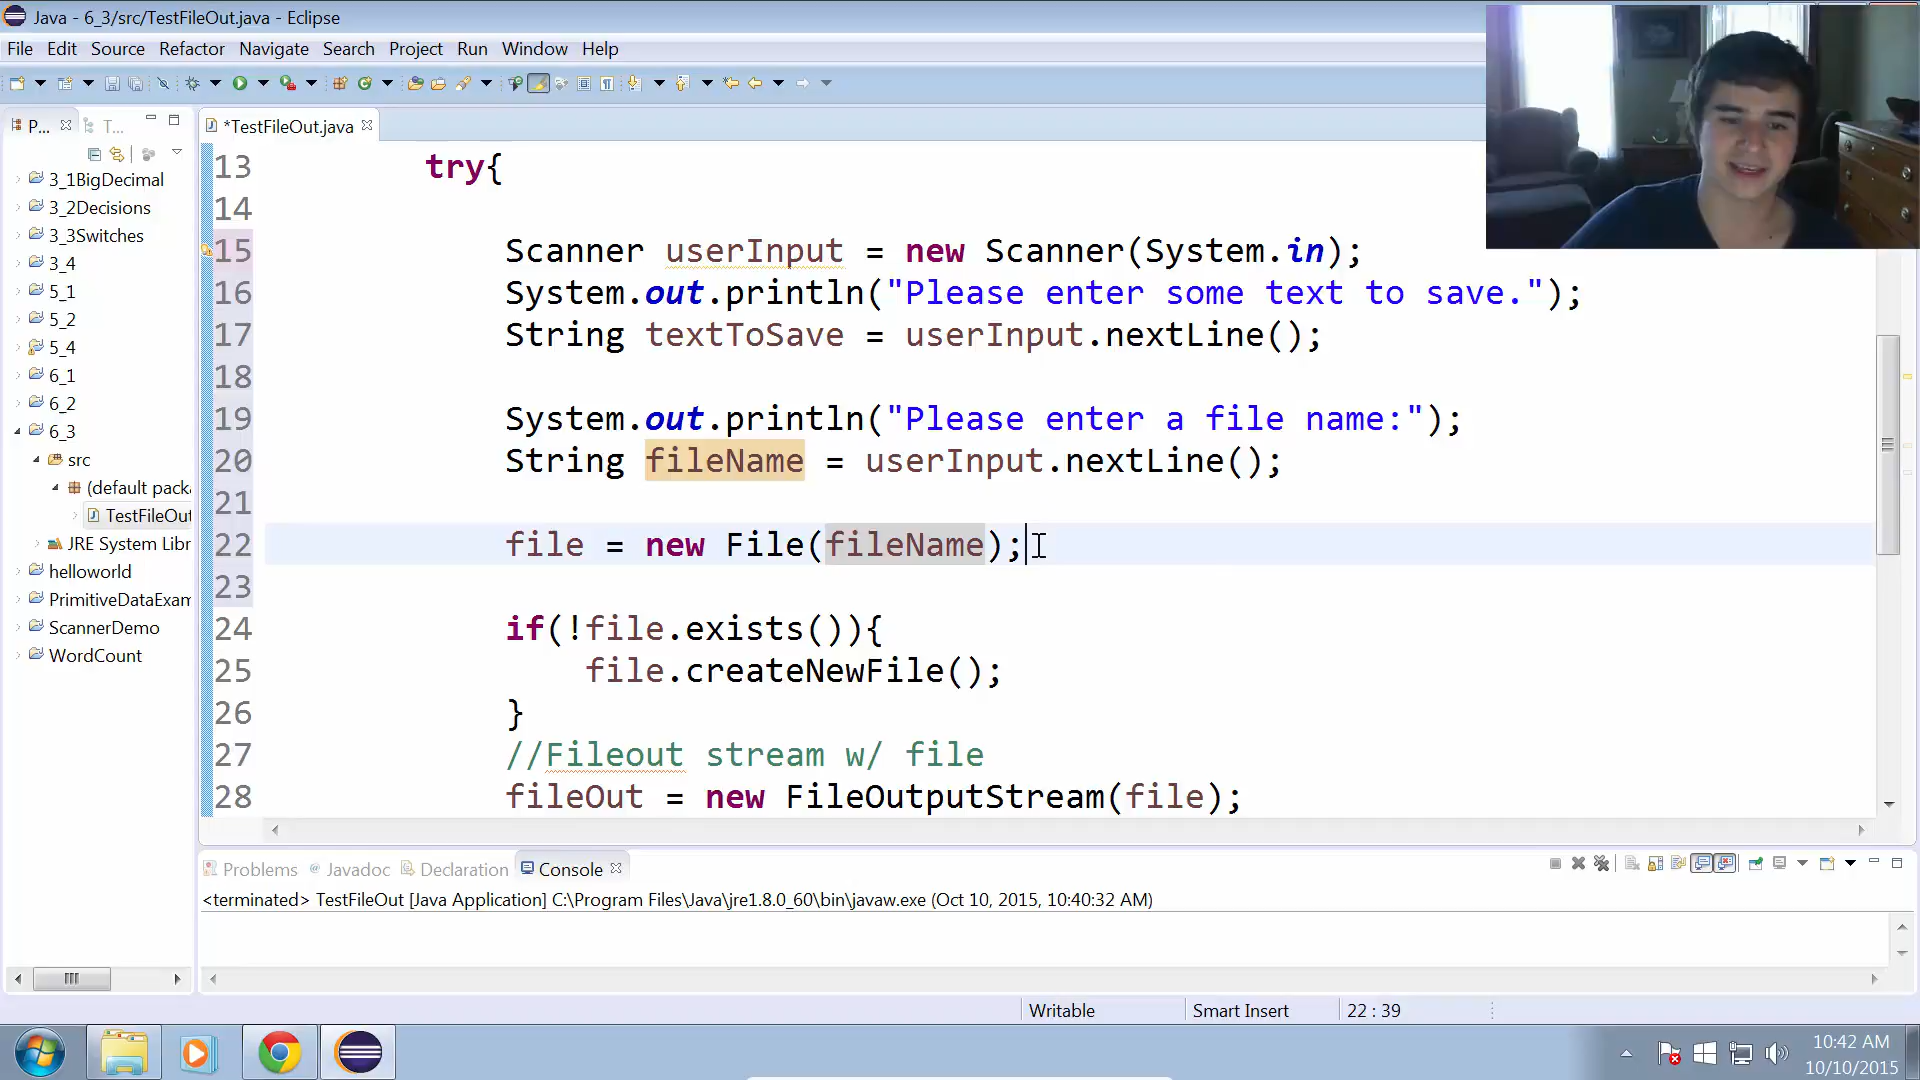 Java - 6_3/src/TestFileOut.java - Eclipse
File Edit Source Refactor Navigate Search Project Run Window Help
P... T... *TestFileOut.java
3_1BigDecimal
3_2Decisions
3_3Switches
3_4
5_1
5_2
5_4
6_1
6_2
6_3
src
(default packa
TestFileOut
JRE System Libr
helloworld
PrimitiveDataExam
ScannerDemo
WordCount
13 try{
14
15 Scanner userInput = new Scanner(System.in);
16 System.out.println("Please enter some text to save.");
17 String textToSave = userInput.nextLine();
18
19 System.out.println("Please enter a file name:");
20 String fileName = userInput.nextLine();
21
22 file = new File(fileName);
23
24 if(!file.exists()){
25 file.createNewFile();
26 }
27 //Fileout stream w/ file
28 fileOut = new FileOutputStream(file);
Problems @ Javadoc Declaration Console
<terminated> TestFileOut [Java Application] C:\Program Files\Java\jre1.8.0_60\bin\javaw.exe (Oct 10, 2015, 10:40:32 AM)
Writable Smart Insert 22 : 39
10:42 AM
10/10/2015